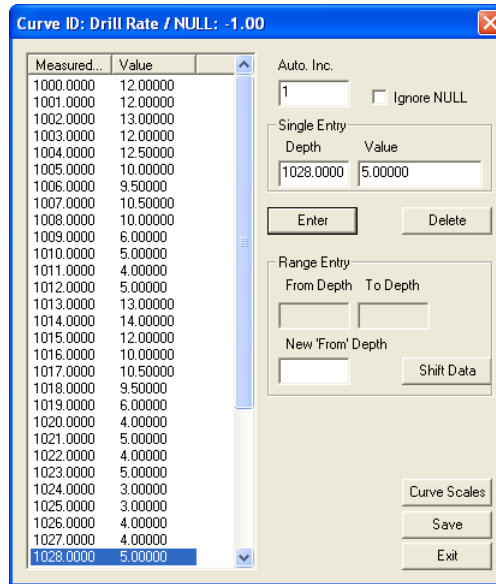 Curve ID: Drill Rate / NULL: -1.00
Measured... Value
1000.0000 12.00000
1001.0000 12.00000
1002.0000 13.00000
1003.0000 12.00000
1004.0000 12.50000
1005.0000 10.00000
1006.0000 9.50000
1007.0000 10.50000
1008.0000 10.00000
1009.0000 6.00000
1010.0000 5.00000
1011.0000 4.00000
1012.0000 5.00000
1013.0000 13.00000
1014.0000 14.00000
1015.0000 12.00000
1016.0000 10.00000
1017.0000 10.50000
1018.0000 9.50000
1019.0000 6.00000
1020.0000 4.00000
1021.0000 5.00000
1022.0000 4.00000
1023.0000 5.00000
1024.0000 3.00000
1025.0000 3.00000
1026.0000 4.00000
1027.0000 4.00000
1028.0000 5.00000
Auto. Inc.
1
Ignore NULL
Single Entry
Depth Value
1028.0000 5.00000
Enter Delete
Range Entry
From Depth To Depth
New 'From' Depth
Shift Data
Curve Scales
Save
Exit